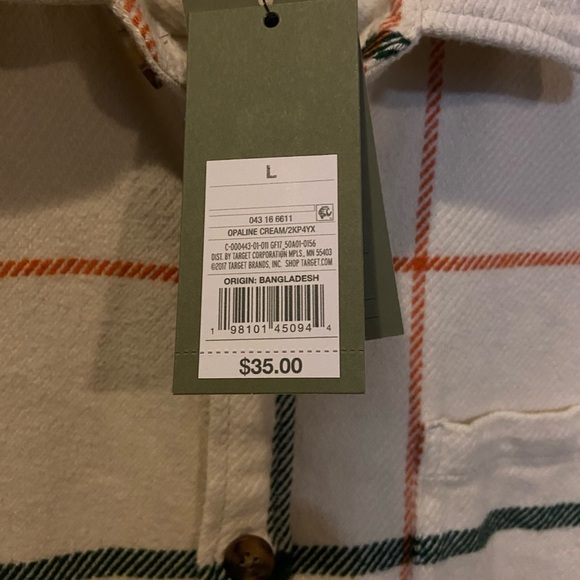 L
043 16 6611
OPALINE CREAM/2KP4YX
C-000443-01-011 GF17_50A01-0156
DIST. BY TARGET CORPORATION MPLS., MN 55403
©2017 TARGET BRANDS, INC. SHOP TARGET.COM
ORIGIN: BANGLADESH
1 98101 45094 4
$35.00